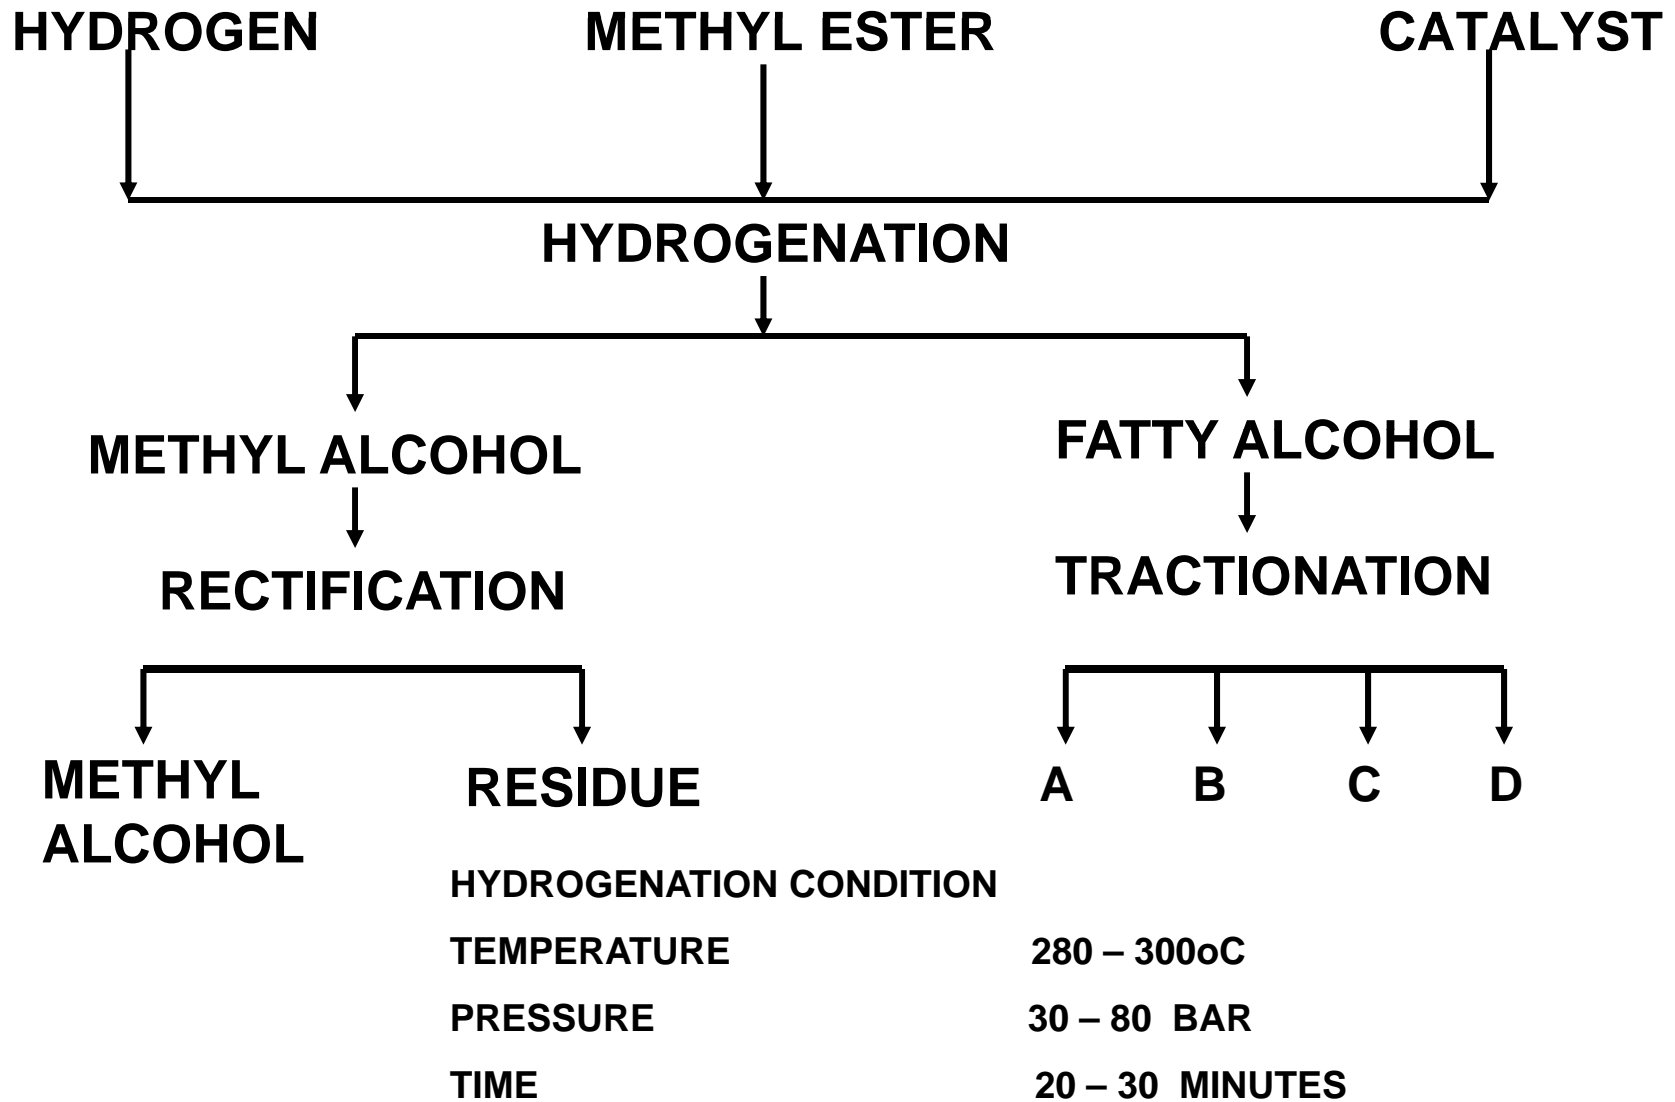 HYDROGEN METHYL ESTER CATALYST
HYDROGENATION
METHYL ALCOHOL FATTY ALCOHOL
RECTIFICATION TRACTIONATION
METHYL
ALCOHOL
RESIDUE A B C D
HYDROGENATION CONDITION
TEMPERATURE 280 – 300oC
PRESSURE 30 – 80 BAR
TIME 20 – 30 MINUTES